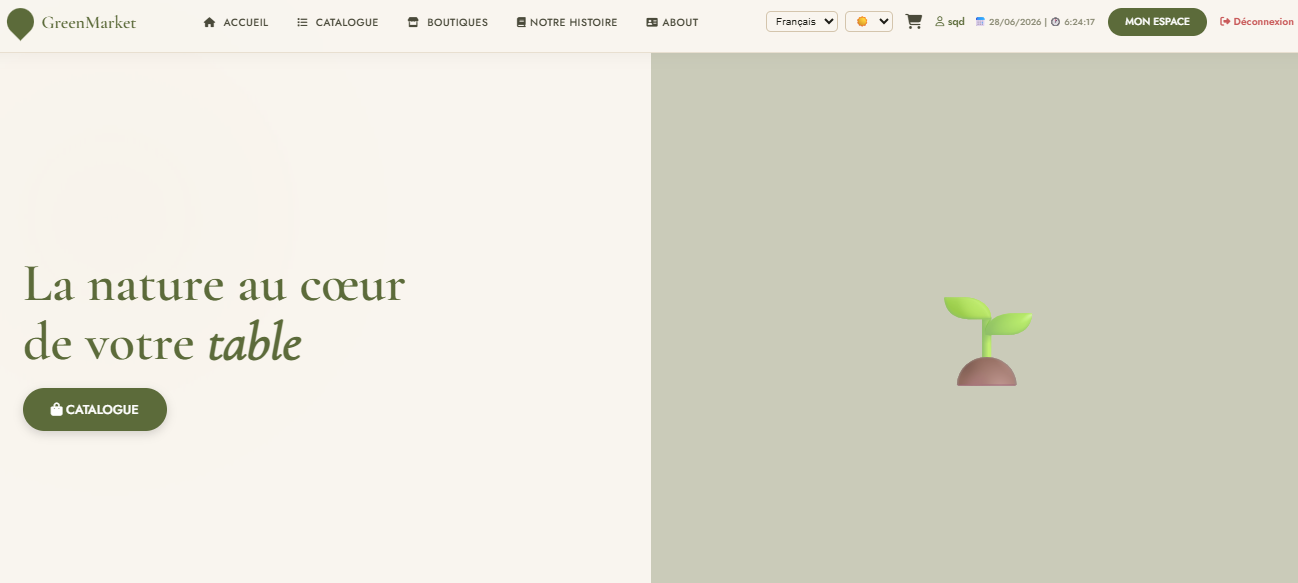 GreenMarket
ACCUEIL
CATALOGUE
BOUTIQUES
NOTRE HISTOIRE
ABOUT
Français
sqd
28/06/2026 | 6:24:17
MON ESPACE
Déconnexion
La nature au cœur
de votre table
CATALOGUE